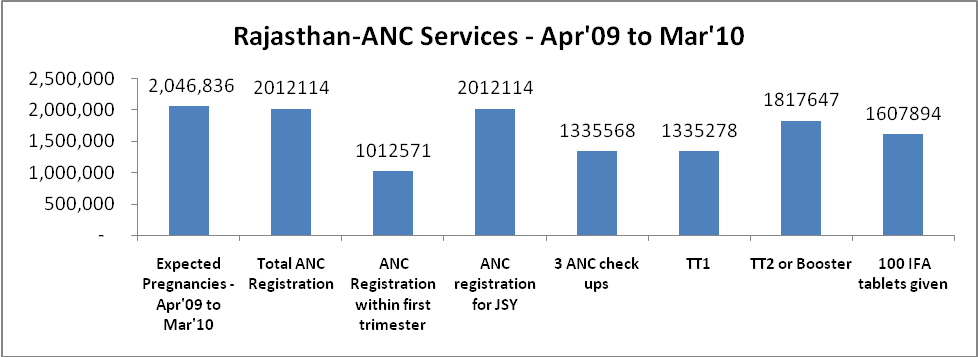 Rajasthan-ANC Services - Apr'09 to Mar'10
2,500,000
2,000,000
1,500,000
1,000,000
500,000
-
2,046,836
2012114
1012571
2012114
1335568
1335278
1817647
1607894
Expected
Pregnancies -
Apr'09 to
Mar'10
Total ANC
Registration
ANC
Registration
within first
trimester
ANC
registration
for JSY
3 ANC check
ups
TT1
TT2 or Booster
100 IFA
tablets given